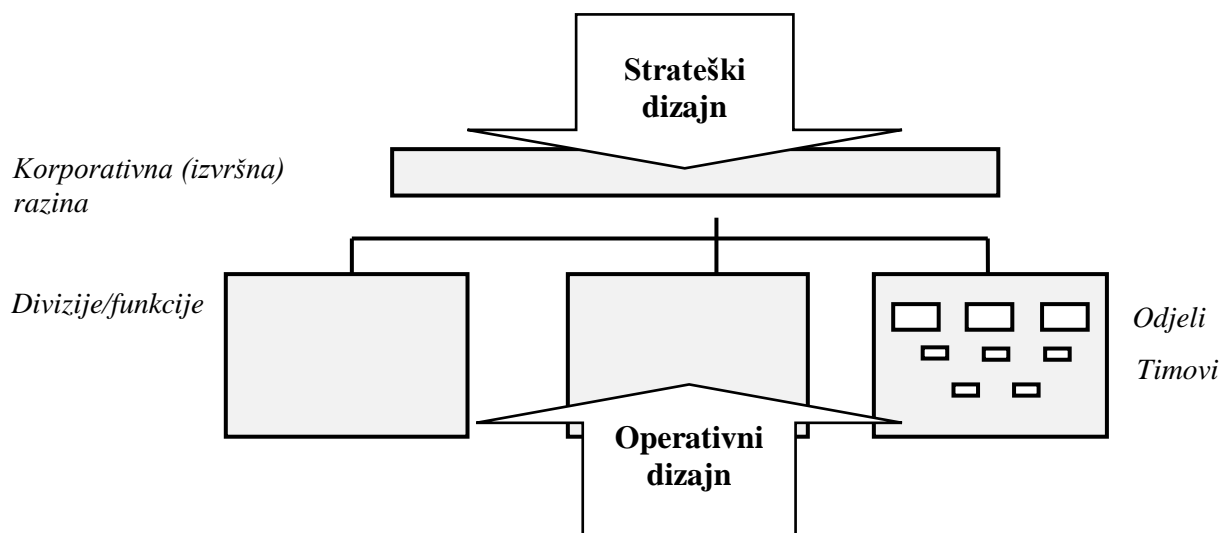 Strateški
dizajn
Korporativna (izvršna)
razina
Divizije/funkcije
Odjeli
Timovi
Operativni
dizajn